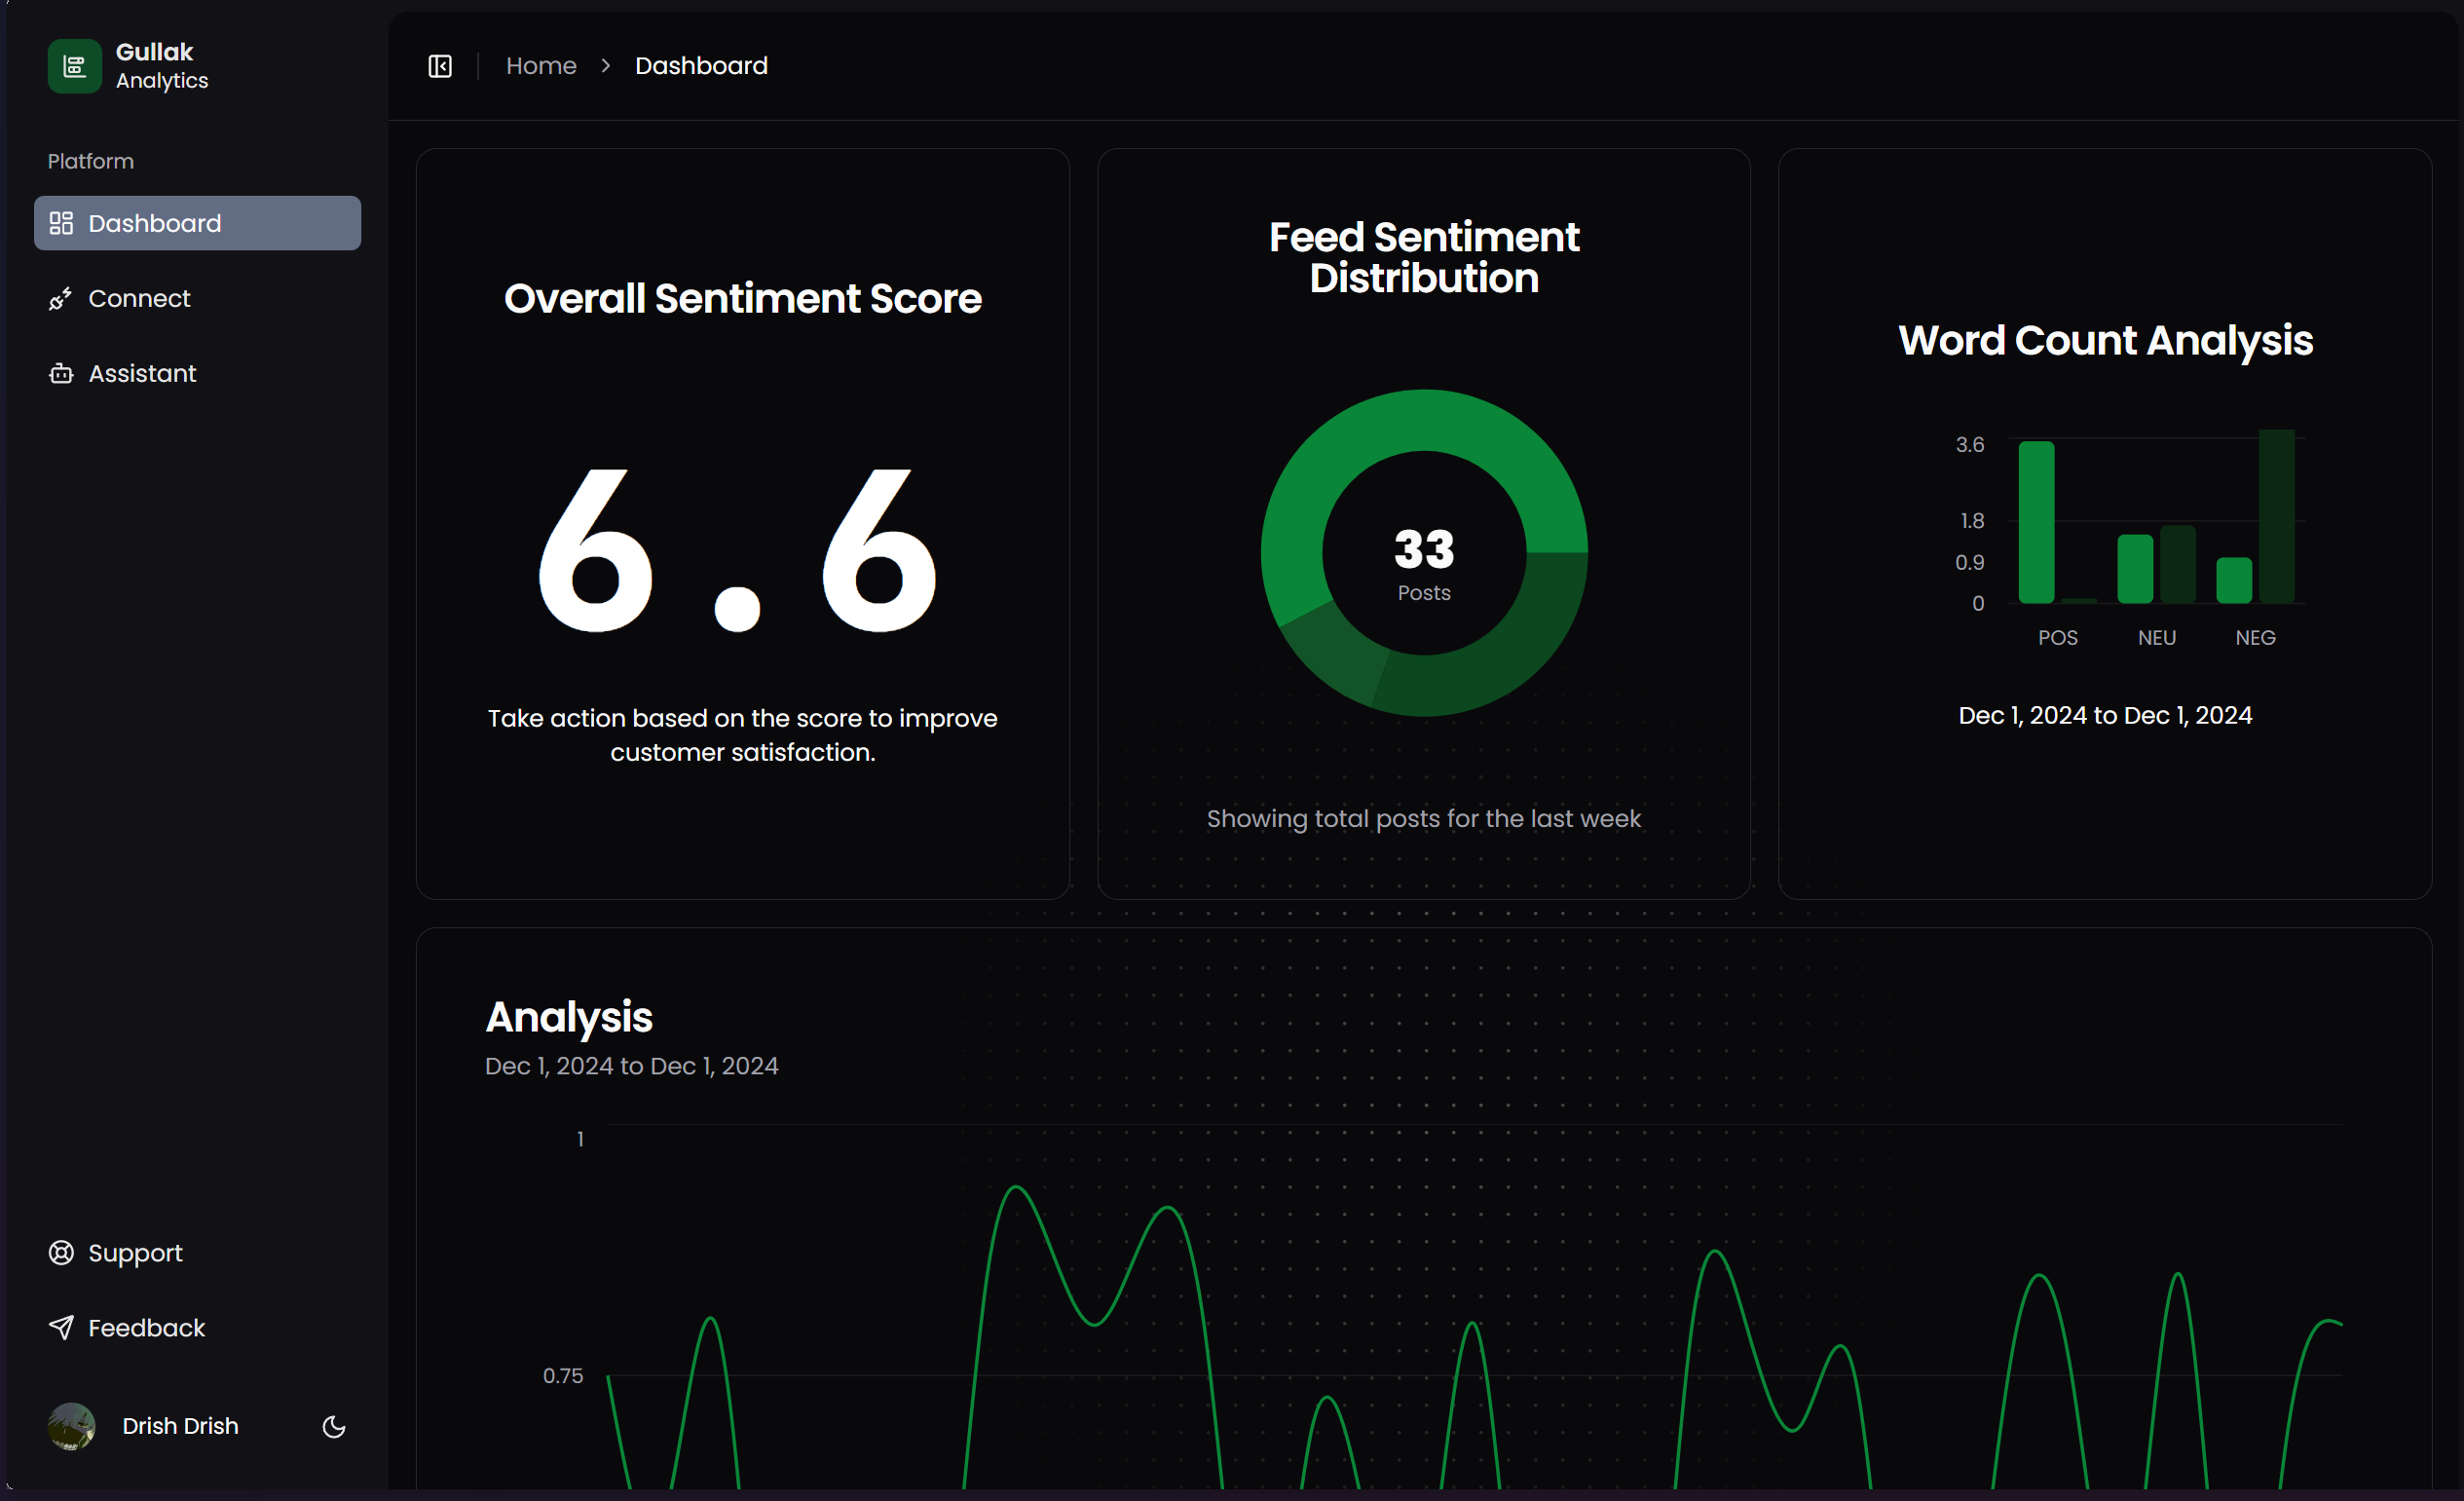 Gullak
Analytics
Platform
Dashboard
Connect
Assistant
Support
Feedback
Drish Drish
Home > Dashboard
Overall Sentiment Score
6.6
Take action based on the score to improve
customer satisfaction.
Feed Sentiment
Distribution
33
Posts
Showing total posts for the last week
Word Count Analysis
3.6
1.8
0.9
0
POS NEU NEG
Dec 1, 2024 to Dec 1, 2024
Analysis
Dec 1, 2024 to Dec 1, 2024
1
0.75